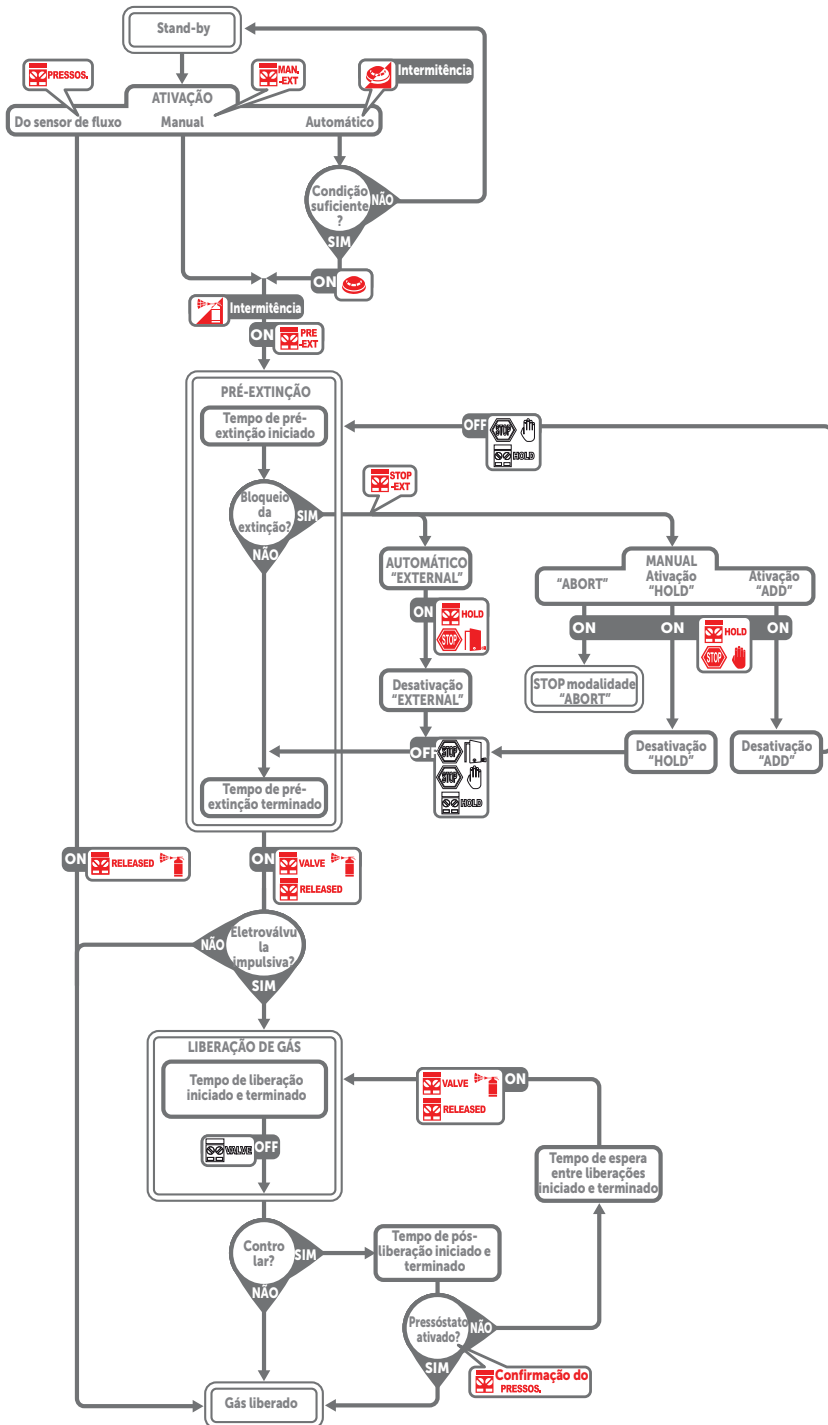 Stand-by
PRESSOS.
MAN.
-EXT
Intermitência
ATIVAÇÃO
Do sensor de fluxo
Manual
Automático
Condição
suficiente
?
NÃO
SIM
ON
Intermitência
ON
PRE
-EXT
PRÉ-EXTINÇÃO
Tempo de pré-
extinção iniciado
OFF
STOP
HOLD
STOP
-EXT
Bloqueio
da
extinção?
SIM
NÃO
AUTOMÁTICO
“EXTERNAL”
MANUAL
“ABORT”
Ativação
“HOLD”
Ativação
“ADD”
ON
HOLD
STOP
ON
ON
ON
HOLD
STOP
Desativação
“EXTERNAL”
STOP modalidade
“ABORT”
OFF
STOP
STOP
HOLD
Desativação
“HOLD”
Desativação
“ADD”
Tempo de pré-
extinção terminado
ON
RELEASED
ON
VALVE
RELEASED
Eletroválvu
la
impulsiva?
NÃO
SIM
LIBERAÇÃO DE GÁS
Tempo de liberação
iniciado e terminado
VALVE
RELEASED
ON
VALVE
OFF
Tempo de espera
entre liberações
iniciado e terminado
Contro
lar?
SIM
NÃO
Tempo de pós-
liberação iniciado e
terminado
Pressóstato
ativado?
NÃO
SIM
Confirmação do
PRESSOS.
Gás liberado